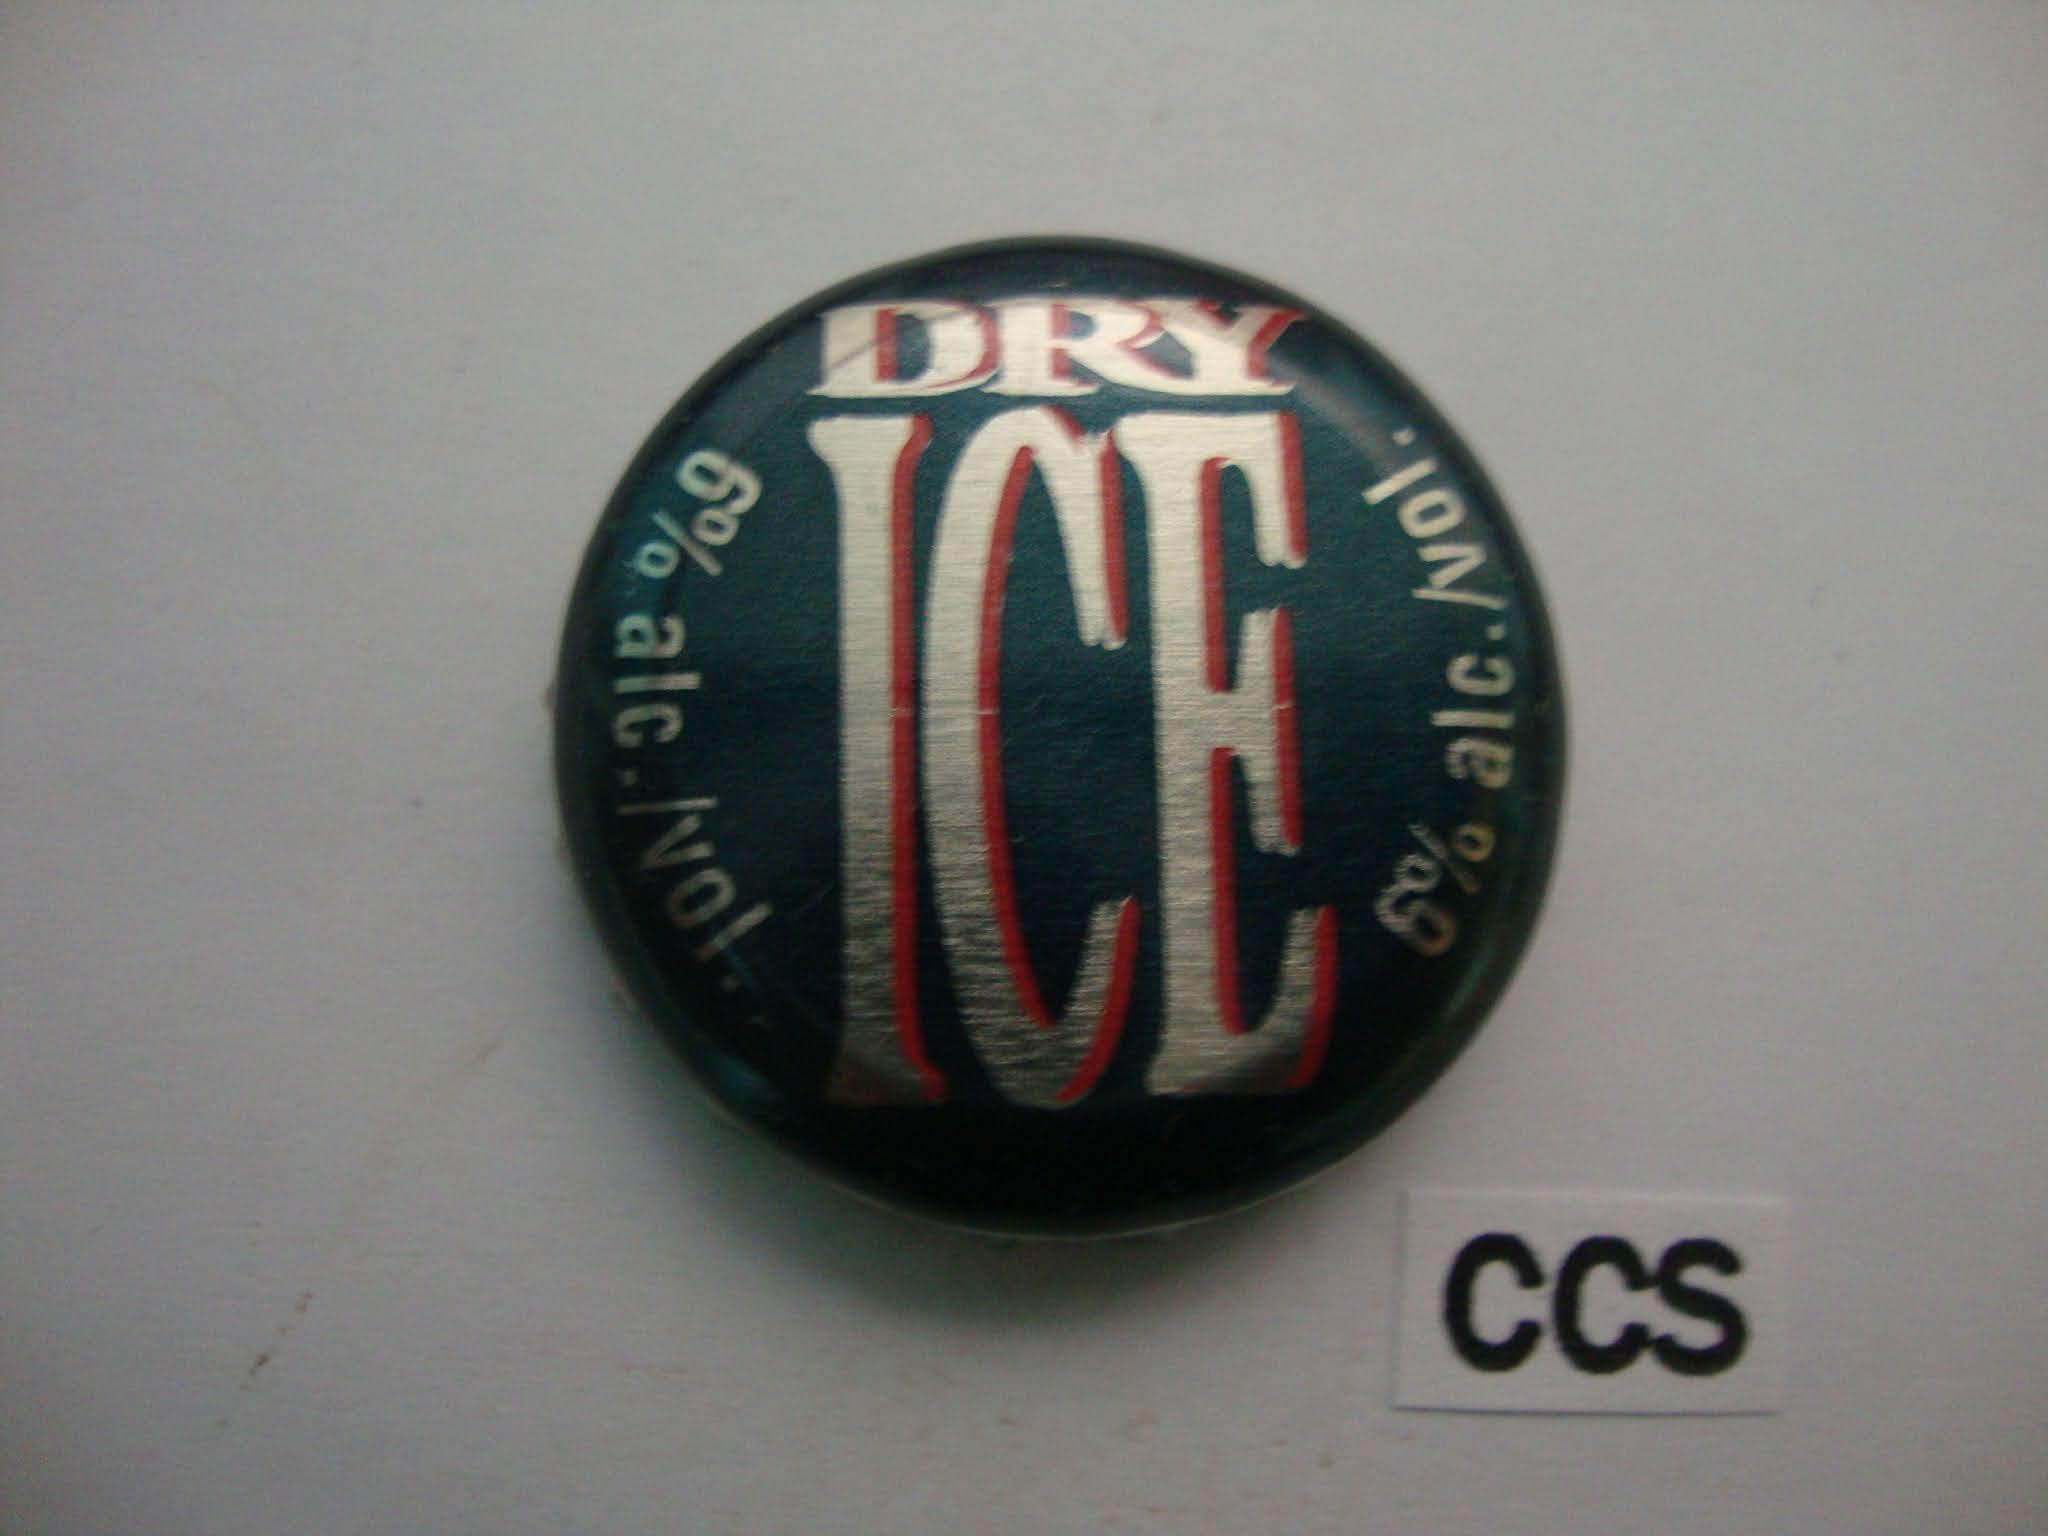 DRY
ICE
6% alc./vol.
6% alc./vol.
CCS